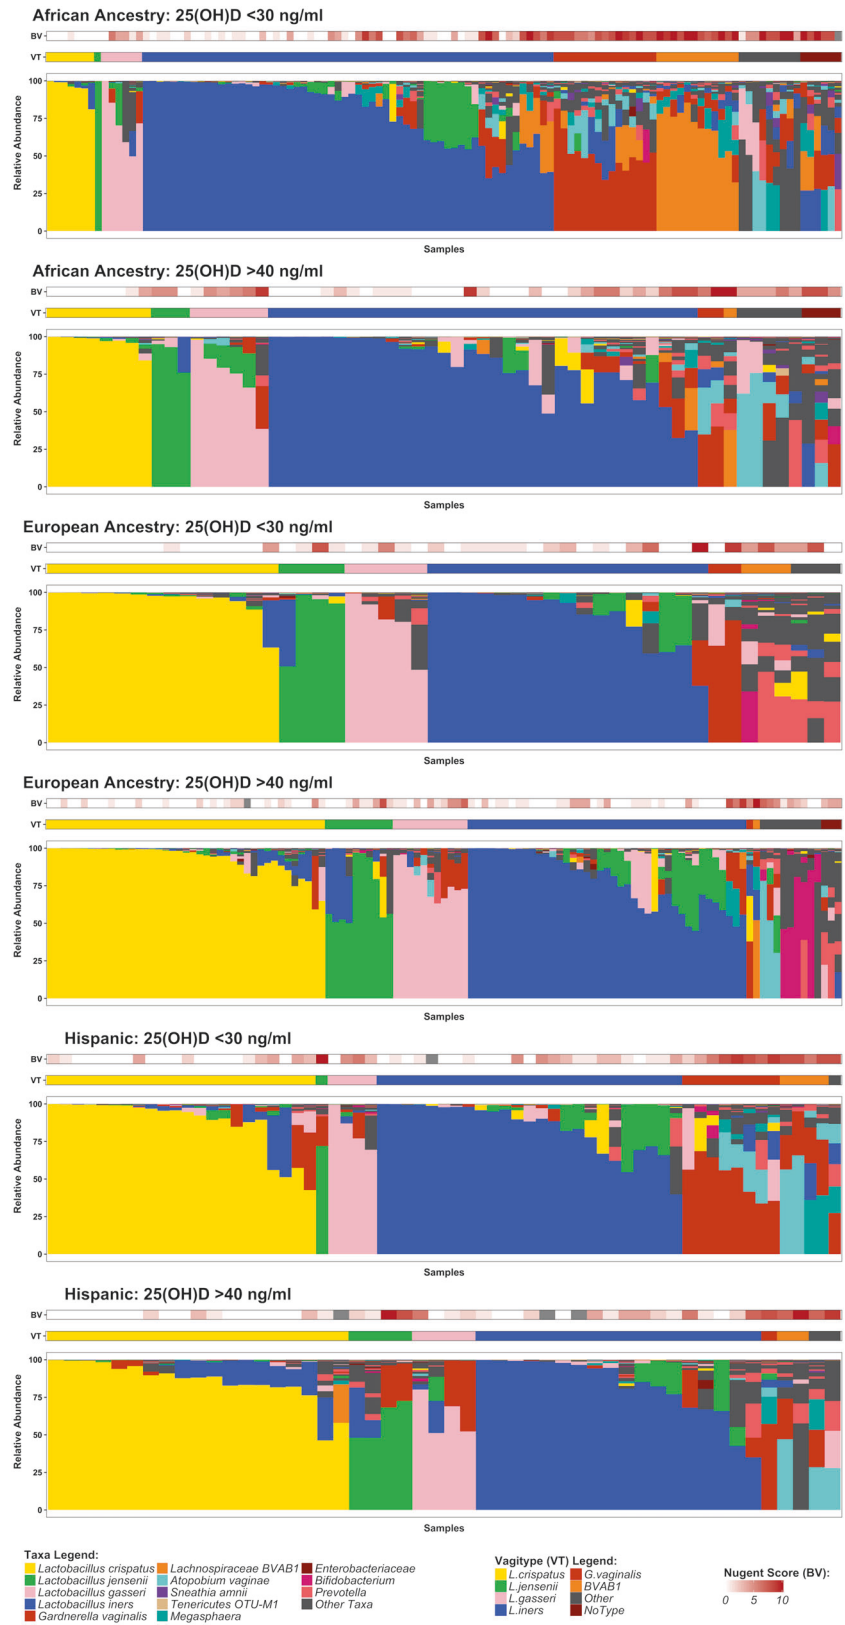 African Ancestry: 25(OH)D <30 ng/ml
BV
VT
100
75
50
25
0
Relative Abundance
Samples
African Ancestry: 25(OH)D >40 ng/ml
BV
VT
100
75
50
25
0
Relative Abundance
Samples
European Ancestry: 25(OH)D <30 ng/ml
BV
VT
100
75
50
25
0
Relative Abundance
Samples
European Ancestry: 25(OH)D >40 ng/ml
BV
VT
100
75
50
25
0
Relative Abundance
Samples
Hispanic: 25(OH)D <30 ng/ml
BV
VT
100
75
50
25
0
Relative Abundance
Samples
Hispanic: 25(OH)D >40 ng/ml
BV
VT
100
75
50
25
0
Relative Abundance
Samples
Taxa Legend:
Lactobacillus crispatus
Lactobacillus jensenii
Lactobacillus gasseri
Lactobacillus iners
Gardnerella vaginalis
Lachnospiraceae BVAB1
Atopobium vaginae
Sneathia amnii
Tenericutes OTU-M1
Megasphaera
Enterobacteriaceae
Bifidobacterium
Prevotella
Other Taxa
Vagitype (VT) Legend:
L.crispatus
L.jensenii
L.gasseri
L.iners
G.vaginalis
BVAB1
Other
NoType
Nugent Score (BV):
0 5 10